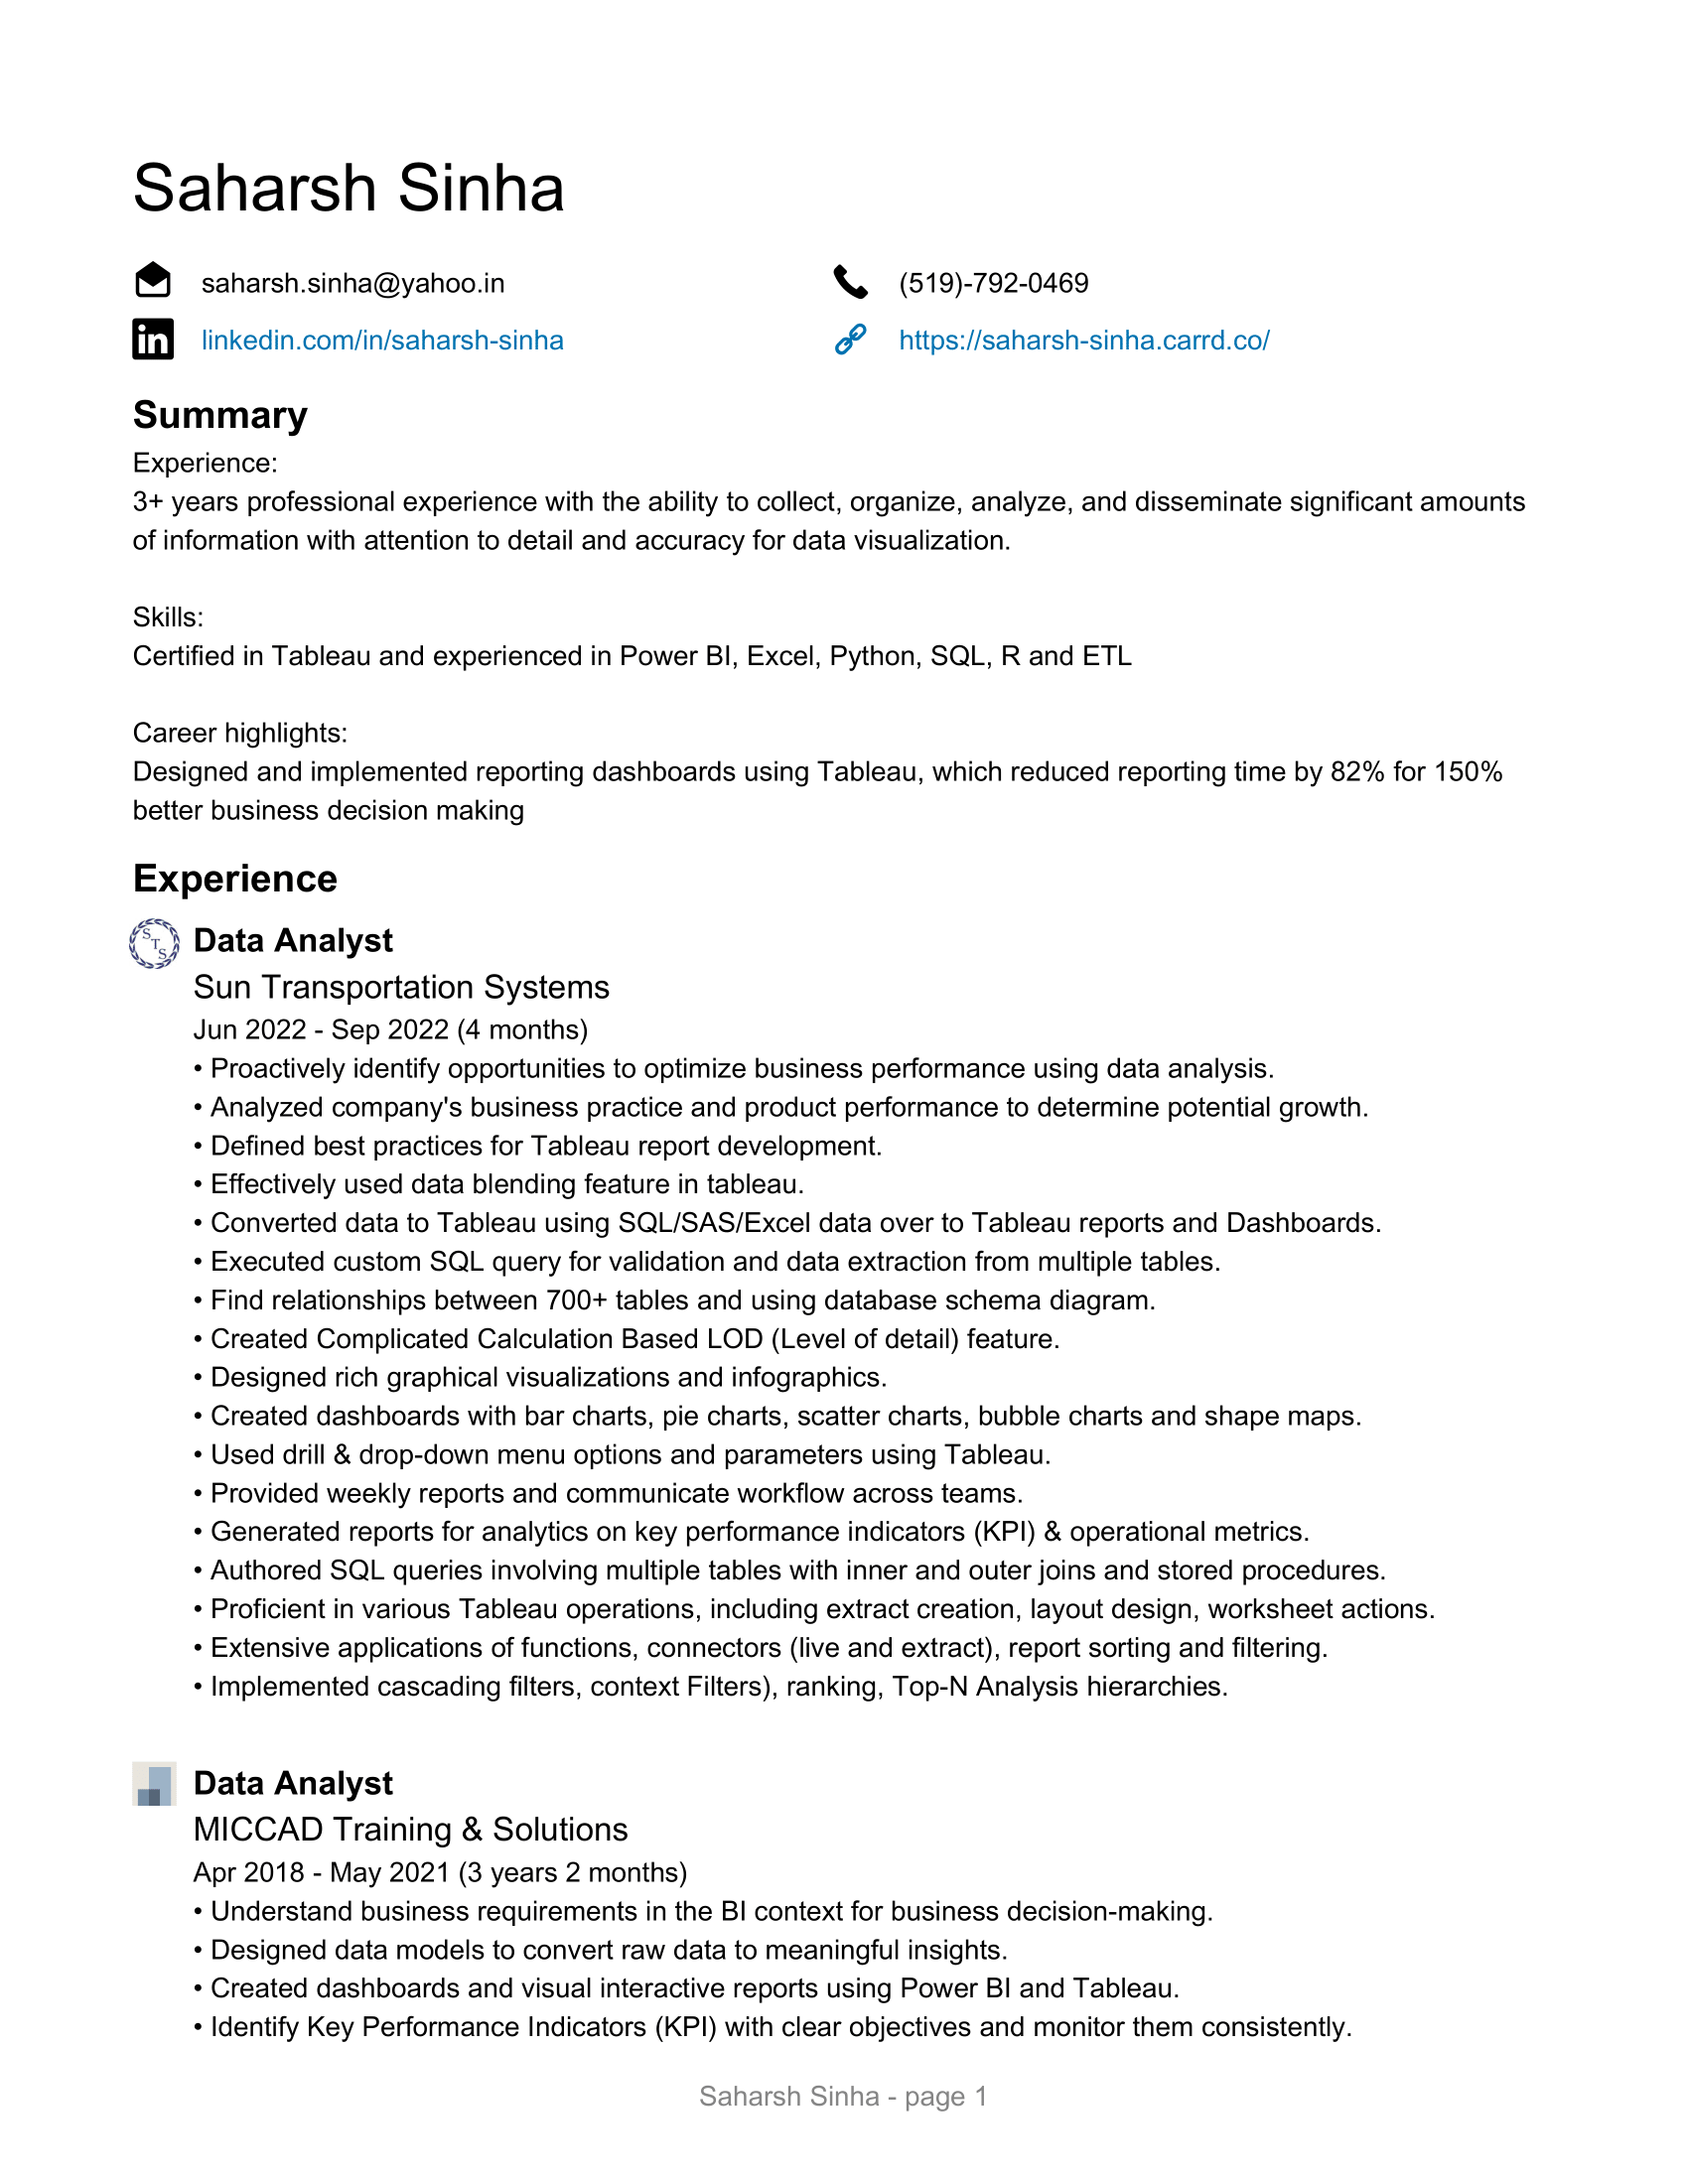 Saharsh Sinha
saharsh.sinha@yahoo.in
(519)-792-0469
linkedin.com/in/saharsh-sinha
https://saharsh-sinha.carrd.co/
Summary
Experience:
3+ years professional experience with the ability to collect, organize, analyze, and disseminate significant amounts
of information with attention to detail and accuracy for data visualization.
Skills:
Certified in Tableau and experienced in Power BI, Excel, Python, SQL, R and ETL
Career highlights:
Designed and implemented reporting dashboards using Tableau, which reduced reporting time by 82% for 150%
better business decision making
Experience
STS
Data Analyst
Sun Transportation Systems
Jun 2022 - Sep 2022 (4 months)
• Proactively identify opportunities to optimize business performance using data analysis.
• Analyzed company's business practice and product performance to determine potential growth.
• Defined best practices for Tableau report development.
• Effectively used data blending feature in tableau.
• Converted data to Tableau using SQL/SAS/Excel data over to Tableau reports and Dashboards.
• Executed custom SQL query for validation and data extraction from multiple tables.
• Find relationships between 700+ tables and using database schema diagram.
• Created Complicated Calculation Based LOD (Level of detail) feature.
• Designed rich graphical visualizations and infographics.
• Created dashboards with bar charts, pie charts, scatter charts, bubble charts and shape maps.
• Used drill & drop-down menu options and parameters using Tableau.
• Provided weekly reports and communicate workflow across teams.
• Generated reports for analytics on key performance indicators (KPI) & operational metrics.
• Authored SQL queries involving multiple tables with inner and outer joins and stored procedures.
• Proficient in various Tableau operations, including extract creation, layout design, worksheet actions.
• Extensive applications of functions, connectors (live and extract), report sorting and filtering.
• Implemented cascading filters, context Filters), ranking, Top-N Analysis hierarchies.
Data Analyst
MICCAD Training & Solutions
Apr 2018 - May 2021 (3 years 2 months)
• Understand business requirements in the BI context for business decision-making.
• Designed data models to convert raw data to meaningful insights.
• Created dashboards and visual interactive reports using Power BI and Tableau.
• Identify Key Performance Indicators (KPI) with clear objectives and monitor them consistently.
Saharsh Sinha - page 1